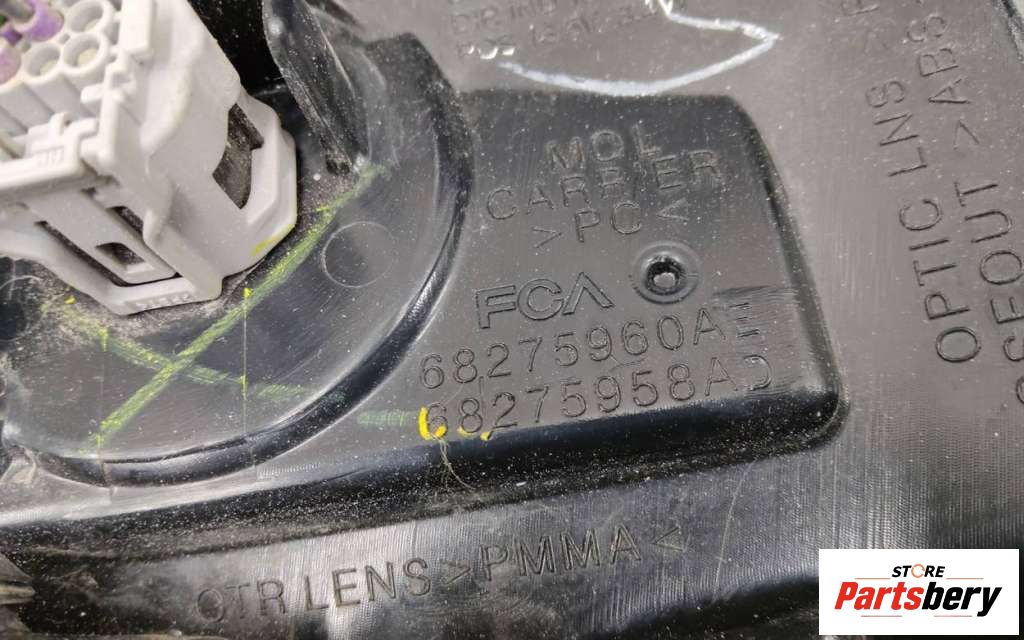 MOL
CARRIER
>PC<
FCA
68275960AE
68275958AD
OTR LENS >PMMA<
OPTIC LNS
> ABS
STORE
Partsbery